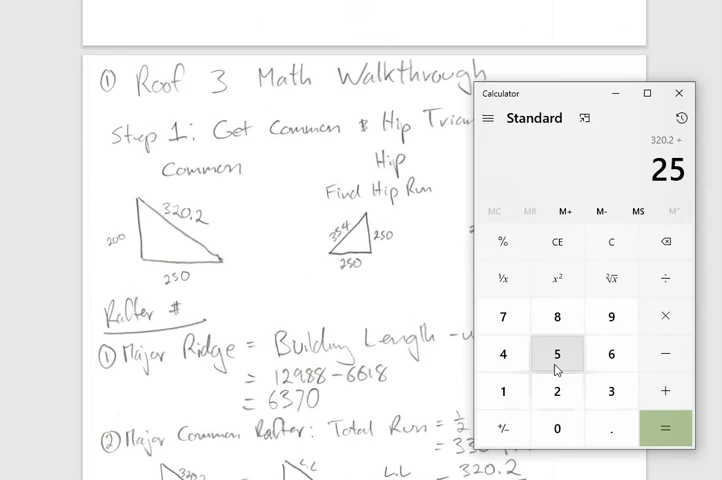 ① Roof 3 Math Walkthrough
Step 1: Get Common & Hip
Common
Hip
Find Hip Run
320.2
200
250
354
250
250
Rafter #
① Major Ridge = Building Length -
= 12988 - 6618
= 6370
② Major Common Rafter: Total Run = ½
320.2
L.L
L.L
320.2
Calculator
Standard
320.2 ÷
25
MC MR M+ M- MS M˅
% CE C
¹/x x² ²√x ÷
7 8 9 ×
4 5 6 −
1 2 3 +
+/- 0 . =